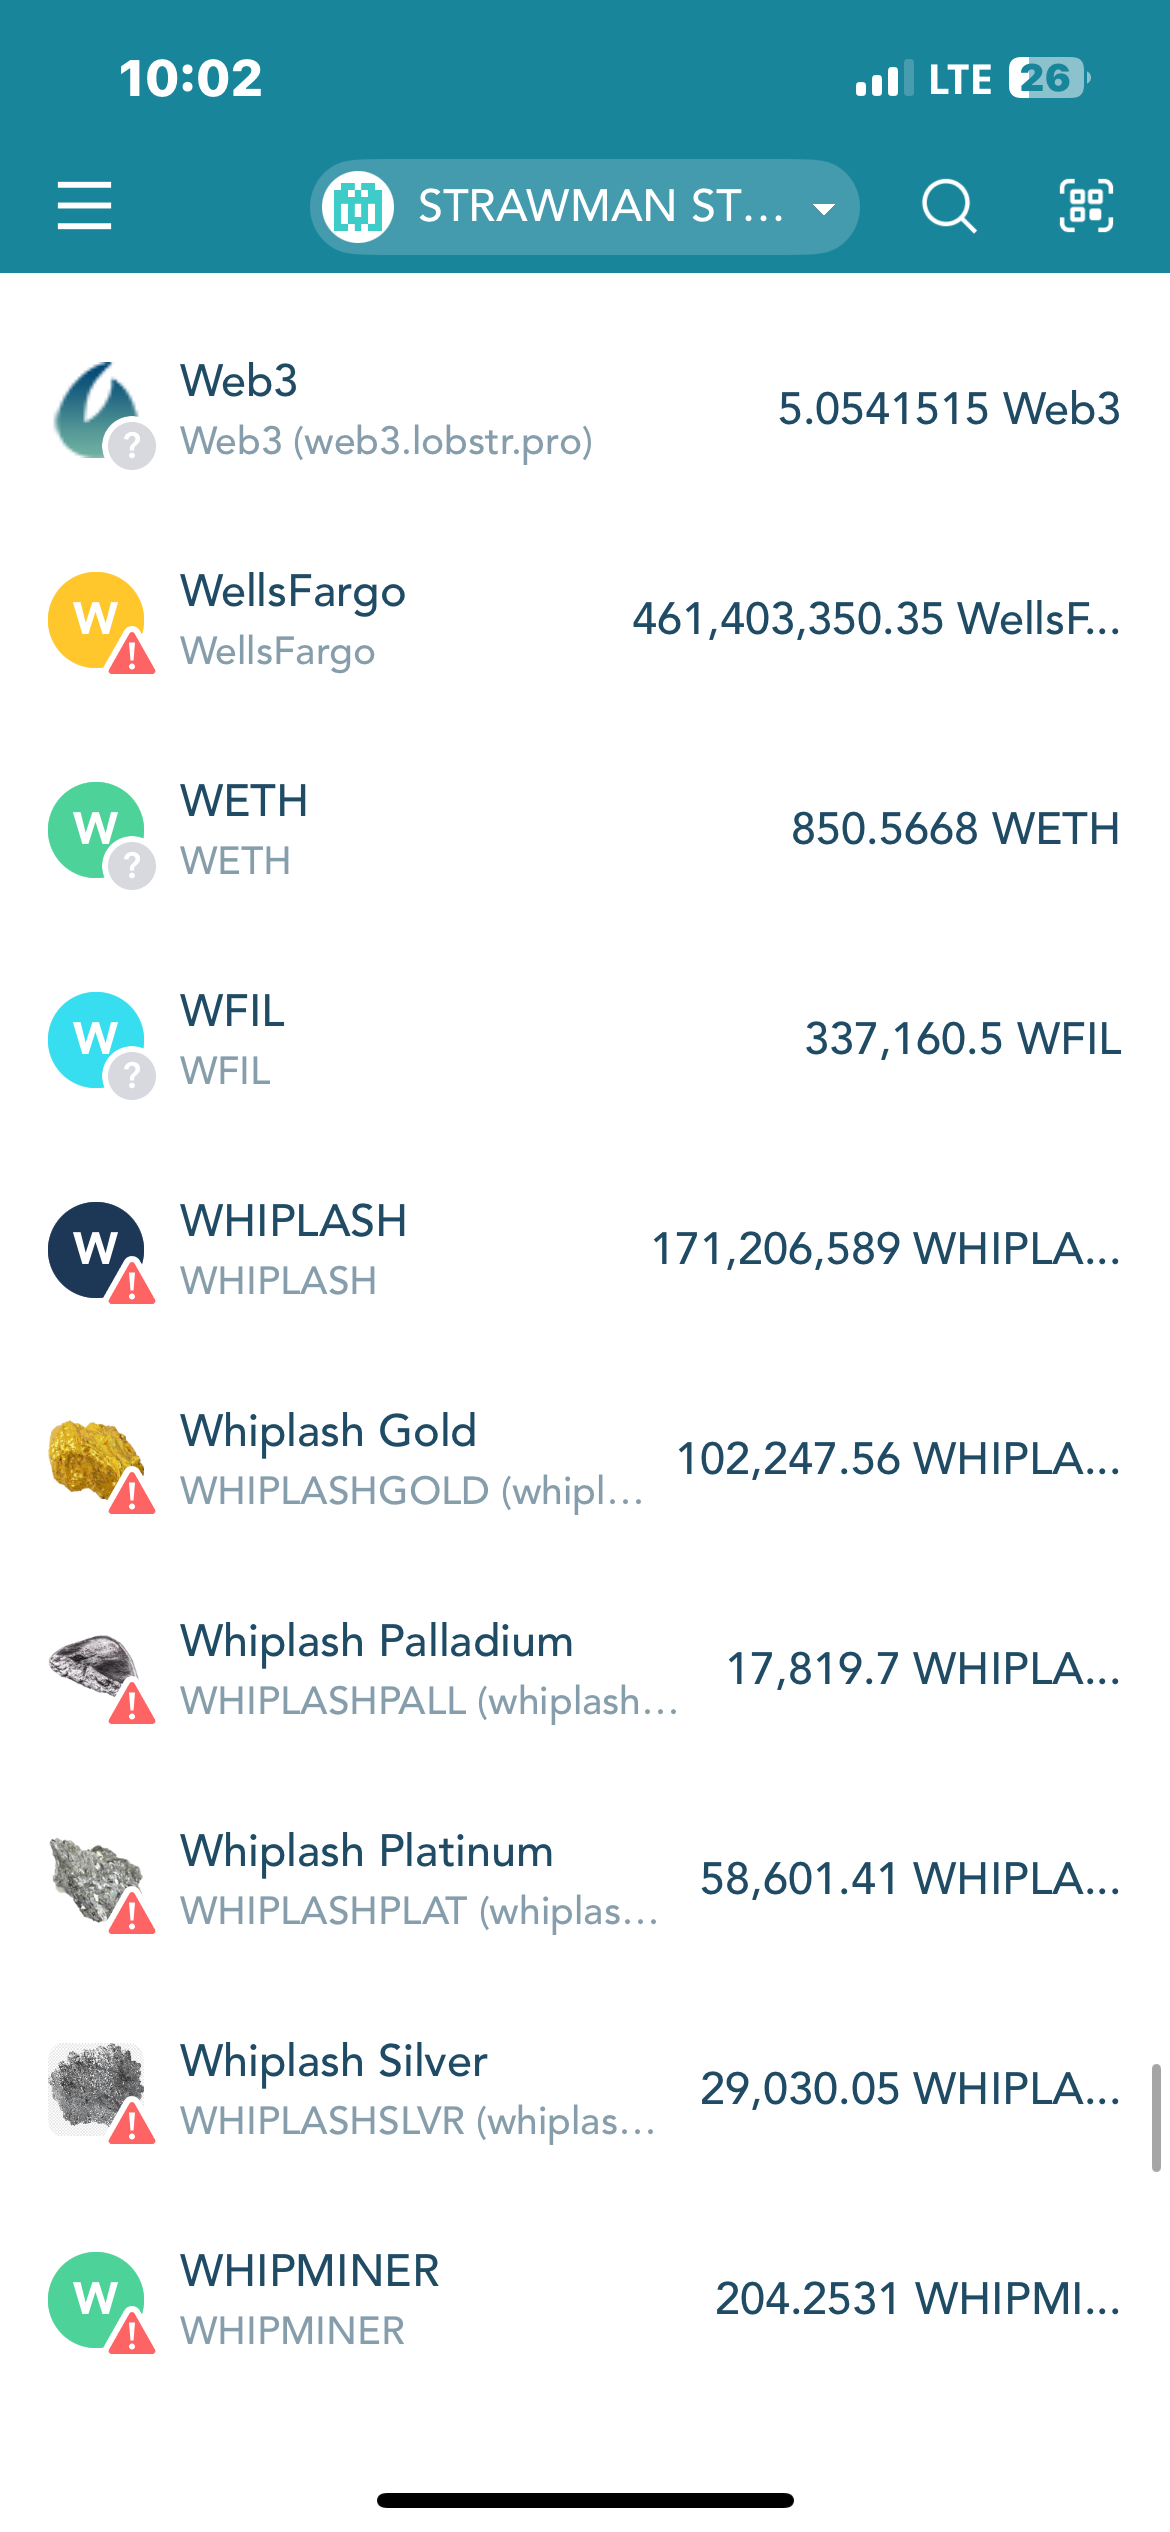 10:02
LTE 26
STRAWMAN ST...
Web3
Web3 (web3.lobstr.pro)
5.0541515 Web3
W
WellsFargo
WellsFargo
461,403,350.35 WellsF...
W
WETH
WETH
850.5668 WETH
W
WFIL
WFIL
337,160.5 WFIL
W
WHIPLASH
WHIPLASH
171,206,589 WHIPLA...
Whiplash Gold
WHIPLASHGOLD (whipl...
102,247.56 WHIPLA...
Whiplash Palladium
WHIPLASHPALL (whiplash...
17,819.7 WHIPLA...
Whiplash Platinum
WHIPLASHPLAT (whiplas...
58,601.41 WHIPLA...
Whiplash Silver
WHIPLASHSLVR (whiplas...
29,030.05 WHIPLA...
W
WHIPMINER
WHIPMINER
204.2531 WHIPMI...